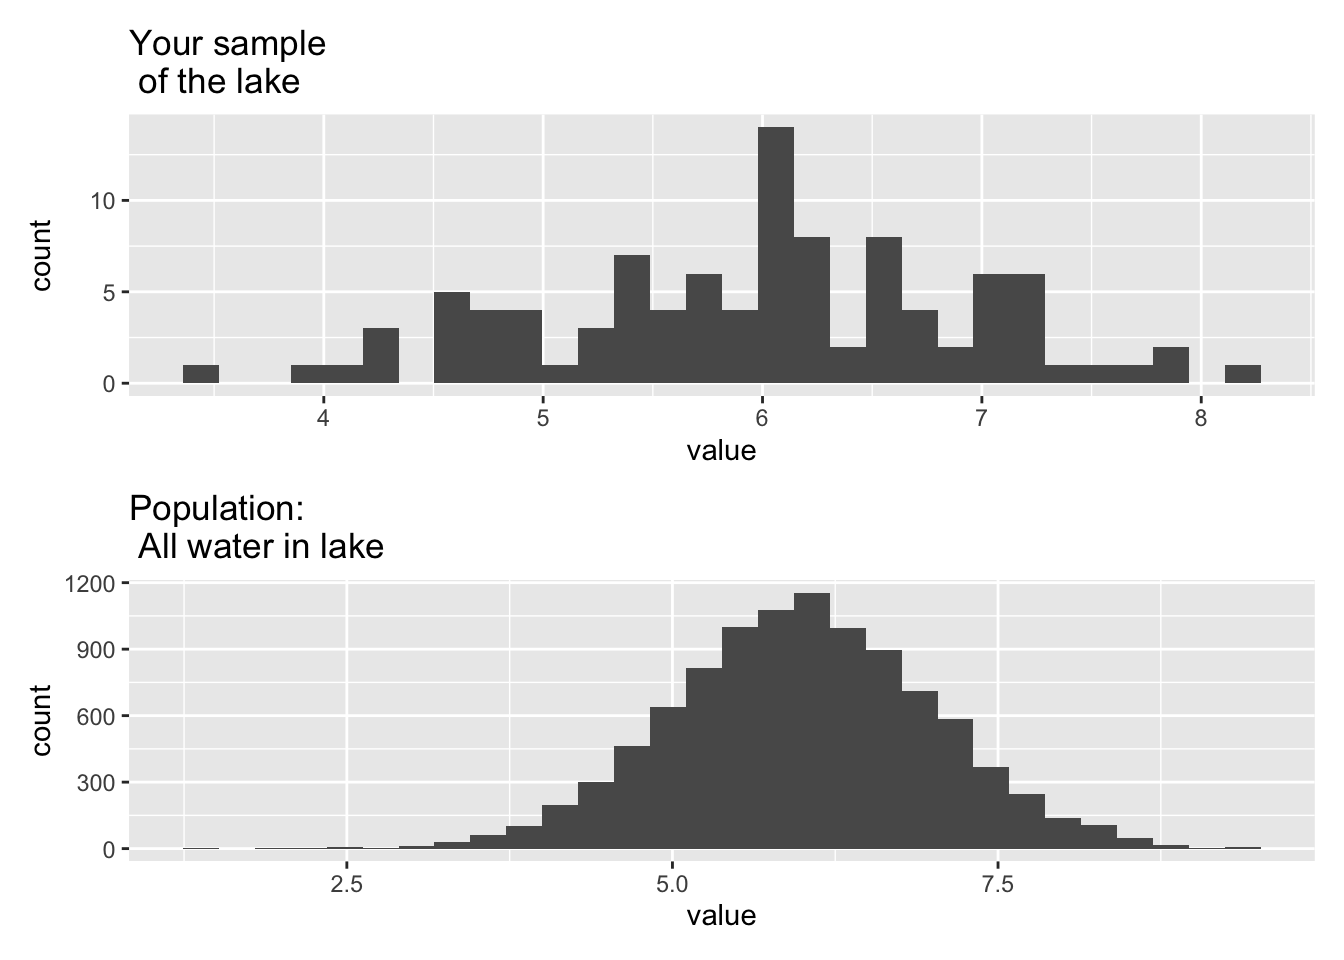 Your sample
of the lake
10
5
0
count
4 5 6 7 8
value
Population:
All water in lake
1200
900
600
300
0
count
2.5 5.0 7.5
value